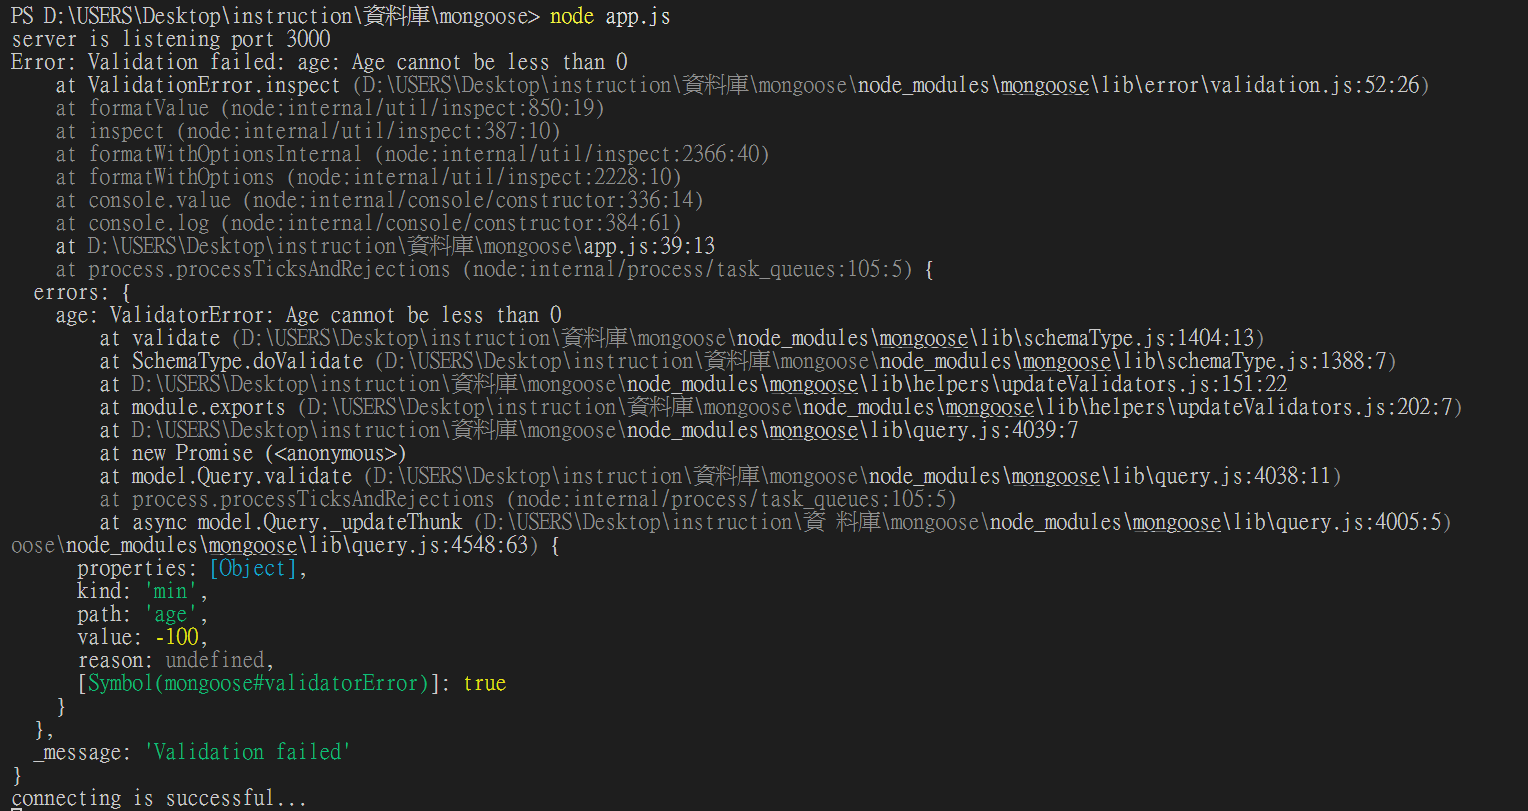 PS D:\USERS\Desktop\instruction\資料庫\mongoose> node app.js
server is listening port 3000
Error: Validation failed: age: Age cannot be less than 0
    at ValidationError.inspect (D:\USERS\Desktop\instruction\資料庫\mongoose\node_modules\mongoose\lib\error\validation.js:52:26)
    at formatValue (node:internal/util/inspect:850:19)
    at inspect (node:internal/util/inspect:387:10)
    at formatWithOptionsInternal (node:internal/util/inspect:2366:40)
    at formatWithOptions (node:internal/util/inspect:2228:10)
    at console.value (node:internal/console/constructor:336:14)
    at console.log (node:internal/console/constructor:384:61)
    at D:\USERS\Desktop\instruction\資料庫\mongoose\app.js:39:13
    at process.processTicksAndRejections (node:internal/process/task_queues:105:5) {
  errors: {
    age: ValidatorError: Age cannot be less than 0
        at validate (D:\USERS\Desktop\instruction\資料庫\mongoose\node_modules\mongoose\lib\schemaType.js:1404:13)
        at SchemaType.doValidate (D:\USERS\Desktop\instruction\資料庫\mongoose\node_modules\mongoose\lib\schemaType.js:1388:7)
        at D:\USERS\Desktop\instruction\資料庫\mongoose\node_modules\mongoose\lib\helpers\updateValidators.js:151:22
        at module.exports (D:\USERS\Desktop\instruction\資料庫\mongoose\node_modules\mongoose\lib\helpers\updateValidators.js:202:7)
        at D:\USERS\Desktop\instruction\資料庫\mongoose\node_modules\mongoose\lib\query.js:4039:7
        at new Promise (<anonymous>)
        at model.Query.validate (D:\USERS\Desktop\instruction\資料庫\mongoose\node_modules\mongoose\lib\query.js:4038:11)
        at process.processTicksAndRejections (node:internal/process/task_queues:105:5)
        at async model.Query._updateThunk (D:\USERS\Desktop\instruction\資 料庫\mongoose\node_modules\mongoose\lib\query.js:4005:5)
oose\node_modules\mongoose\lib\query.js:4548:63) {
      properties: [Object],
      kind: 'min',
      path: 'age',
      value: -100,
      reason: undefined,
      [Symbol(mongoose#validatorError)]: true
    }
  },
  _message: 'Validation failed'
}
connecting is successful...